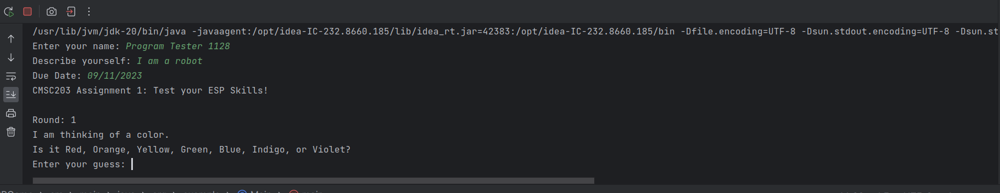 /usr/lib/jvm/jdk-20/bin/java -javaagent:/opt/idea-IC-232.8660.185/lib/idea_rt.jar=42383:/opt/idea-IC-232.8660.185/bin -Dfile.encoding=UTF-8 -Dsun.stdout.encoding=UTF-8 -Dsun.st
Enter your name: Program Tester 1128
Describe yourself: I am a robot
Due Date: 09/11/2023
CMSC203 Assignment 1: Test your ESP Skills!
Round: 1
I am thinking of a color.
Is it Red, Orange, Yellow, Green, Blue, Indigo, or Violet?
Enter your guess: